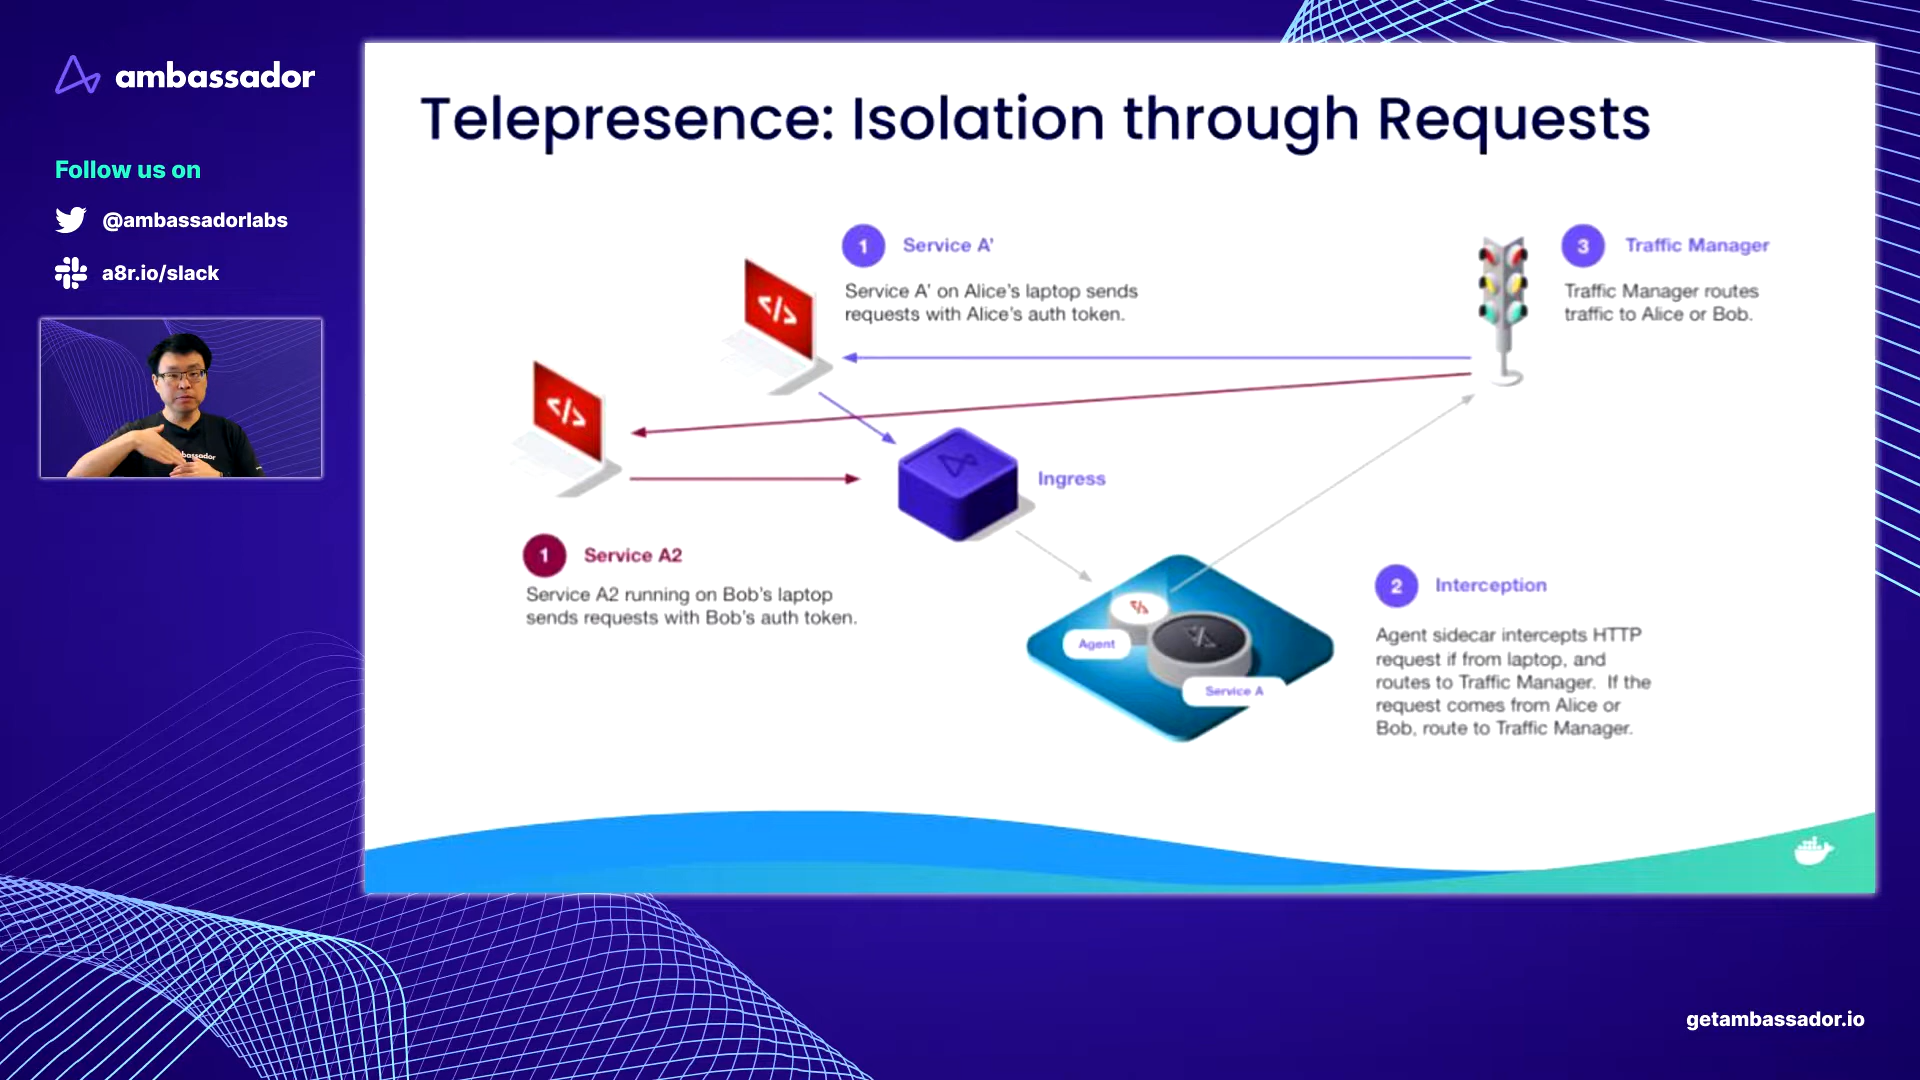 ambassador
Follow us on
@ambassadorlabs
a8r.io/slack
Telepresence: Isolation through Requests
1 Service A'
Service A' on Alice's laptop sends
requests with Alice's auth token.
3 Traffic Manager
Traffic Manager routes
traffic to Alice or Bob.
</>
</>
Ingress
1 Service A2
Service A2 running on Bob's laptop
sends requests with Bob's auth token.
Agent
Service A
2 Interception
Agent sidecar intercepts HTTP
request if from laptop, and
routes to Traffic Manager. If the
request comes from Alice or
Bob, route to Traffic Manager.
getambassador.io